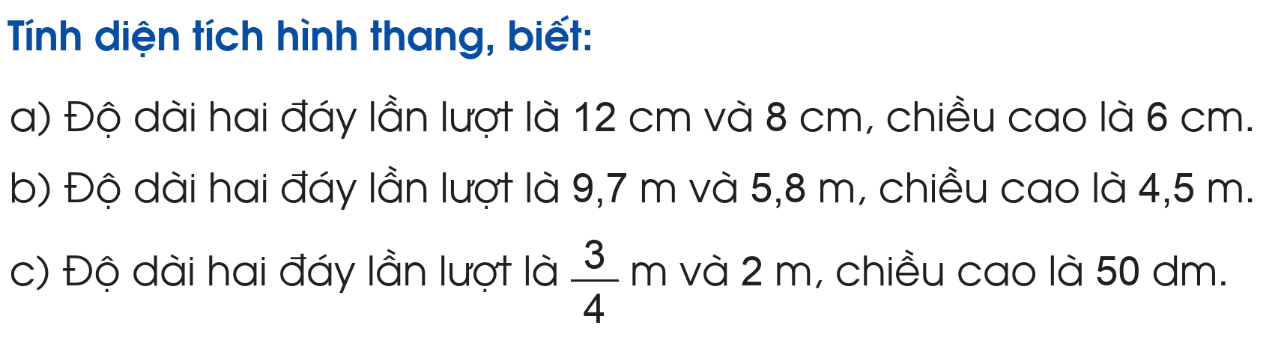 Tính diện tích hình thang, biết:
a) Độ dài hai đáy lần lượt là 12 cm và 8 cm, chiều cao là 6 cm.
b) Độ dài hai đáy lần lượt là 9,7 m và 5,8 m, chiều cao là 4,5 m.
c) Độ dài hai đáy lần lượt là 3/4 m và 2 m, chiều cao là 50 dm.